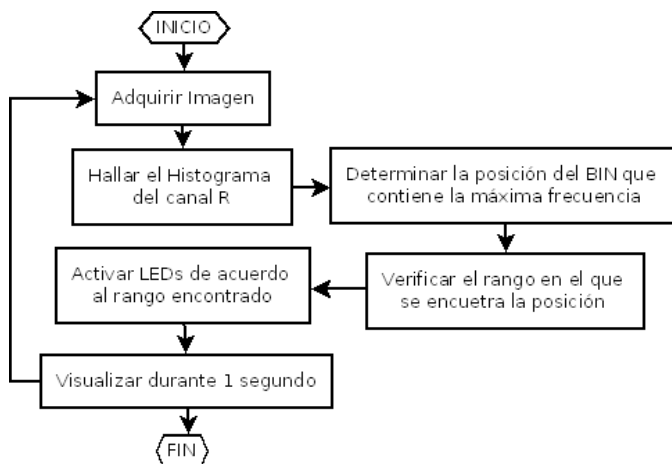 INICIO
Adquirir Imagen
Hallar el Histograma
del canal R
Determinar la posición del BIN que
contiene la máxima frecuencia
Verificar el rango en el que
se encuetra la posición
Activar LEDs de acuerdo
al rango encontrado
Visualizar durante 1 segundo
FIN